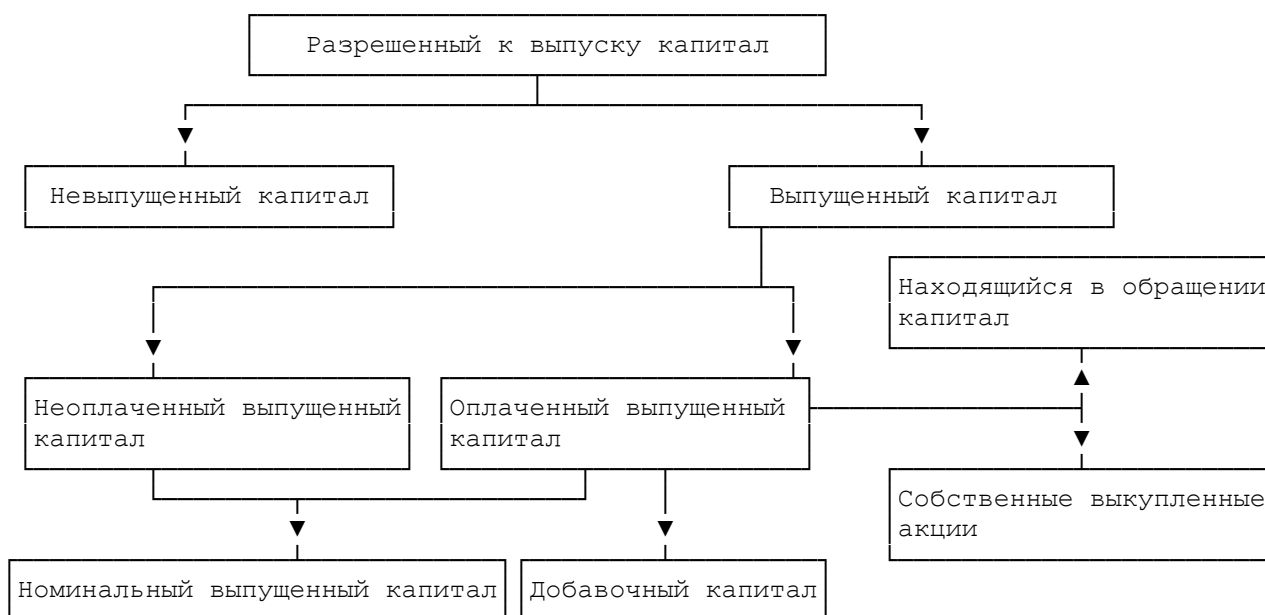 Разрешенный к выпуску капитал
Невыпущенный капитал
Выпущенный капитал
Находящийся в обращении
капитал
Неоплаченный выпущенный
капитал
Оплаченный выпущенный
капитал
Собственные выкупленные
акции
Номинальный выпущенный капитал
Добавочный капитал